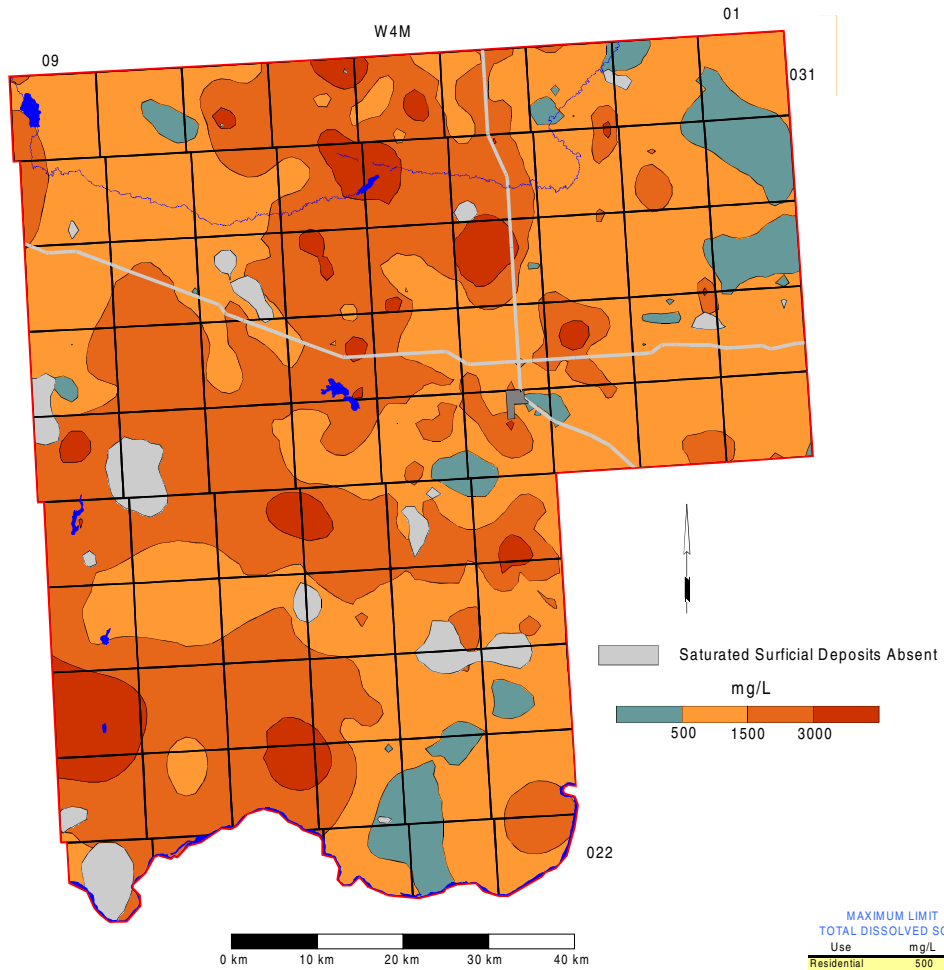 01
W4M
09
031
Saturated Surficial Deposits Absent
mg/L
500 1500 3000
022
0 km 10 km 20 km 30 km 40 km
MAXIMUM LIMIT
TOTAL DISSOLVED
Use mg/L
Residential 500